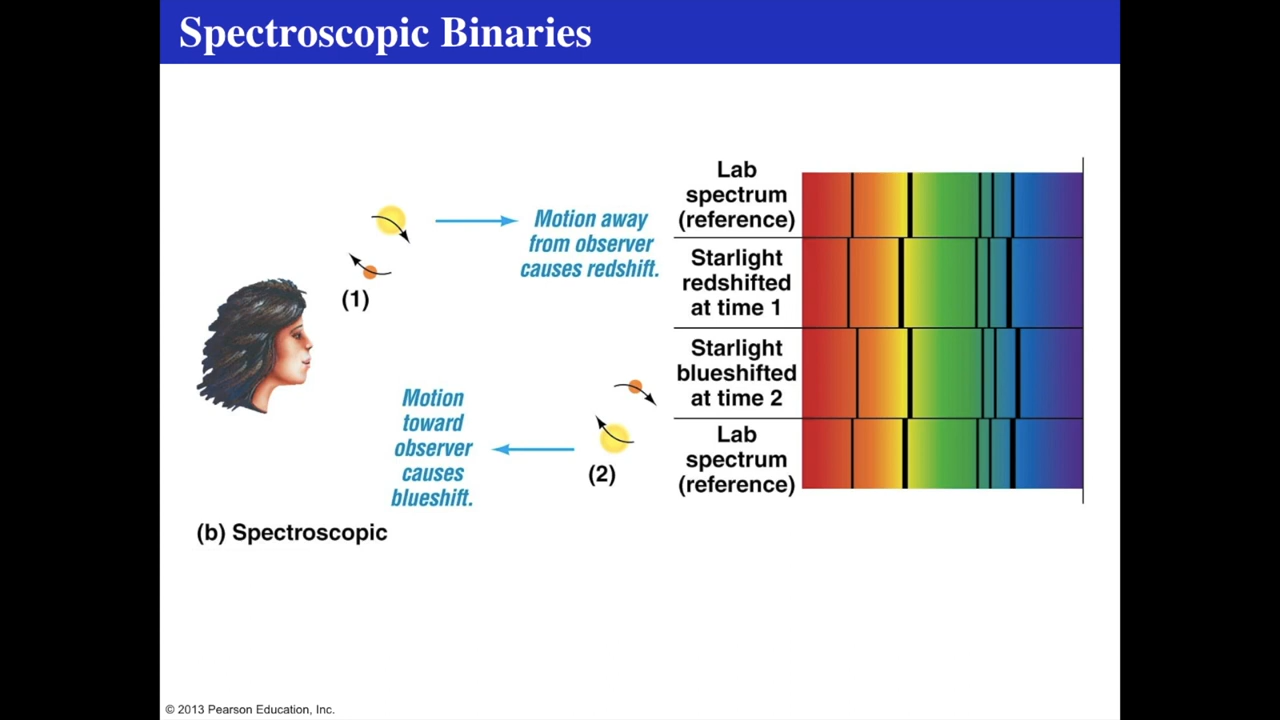 Spectroscopic Binaries
Motion away
from observer
causes redshift.
(1)
Motion
toward
observer
causes
blueshift.
(2)
Lab
spectrum
(reference)
Starlight
redshifted
at time 1
Starlight
blueshifted
at time 2
Lab
spectrum
(reference)
(b) Spectroscopic
© 2013 Pearson Education, Inc.